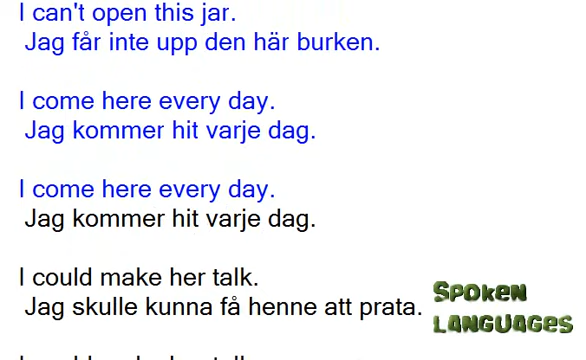 I can't open this jar.
Jag får inte upp den här burken.
I come here every day.
Jag kommer hit varje dag.
I come here every day.
Jag kommer hit varje dag.
I could make her talk.
Jag skulle kunna få henne att prata.
Spoken
Languages